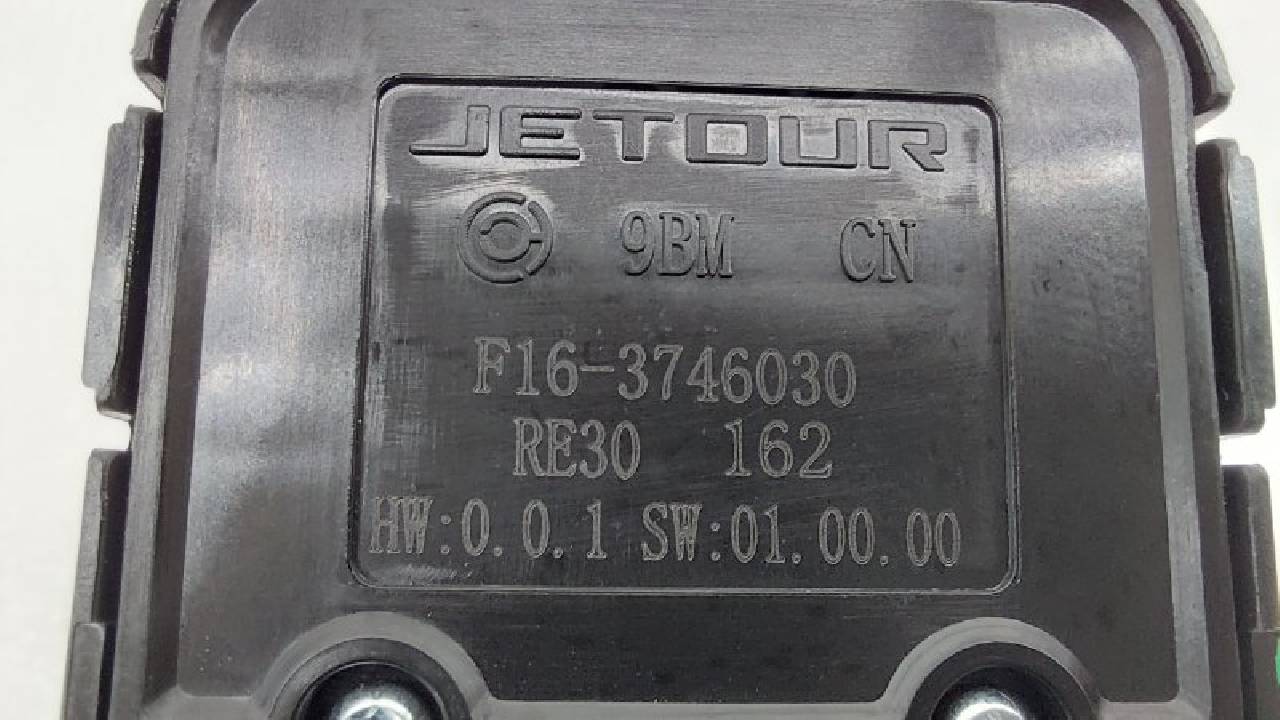 JETOUR
9BM CN
F16-3746030
RE30 162
HW:0.0.1 SW:01.00.00